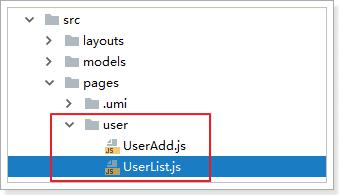 src
layouts
models
pages
.umi
user
UserAdd.js
UserList.js